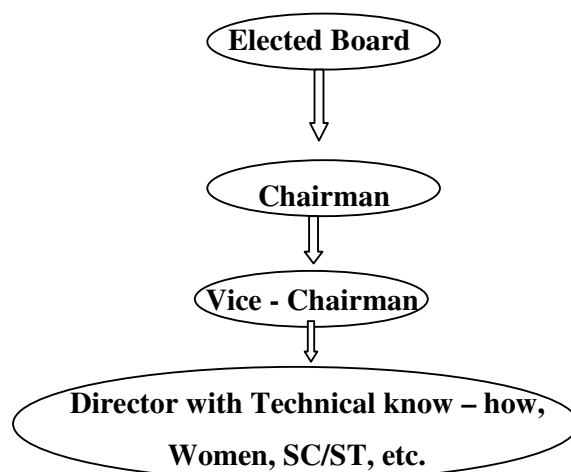 Elected Board
Chairman
Vice - Chairman
Director with Technical know – how,
Women, SC/ST, etc.